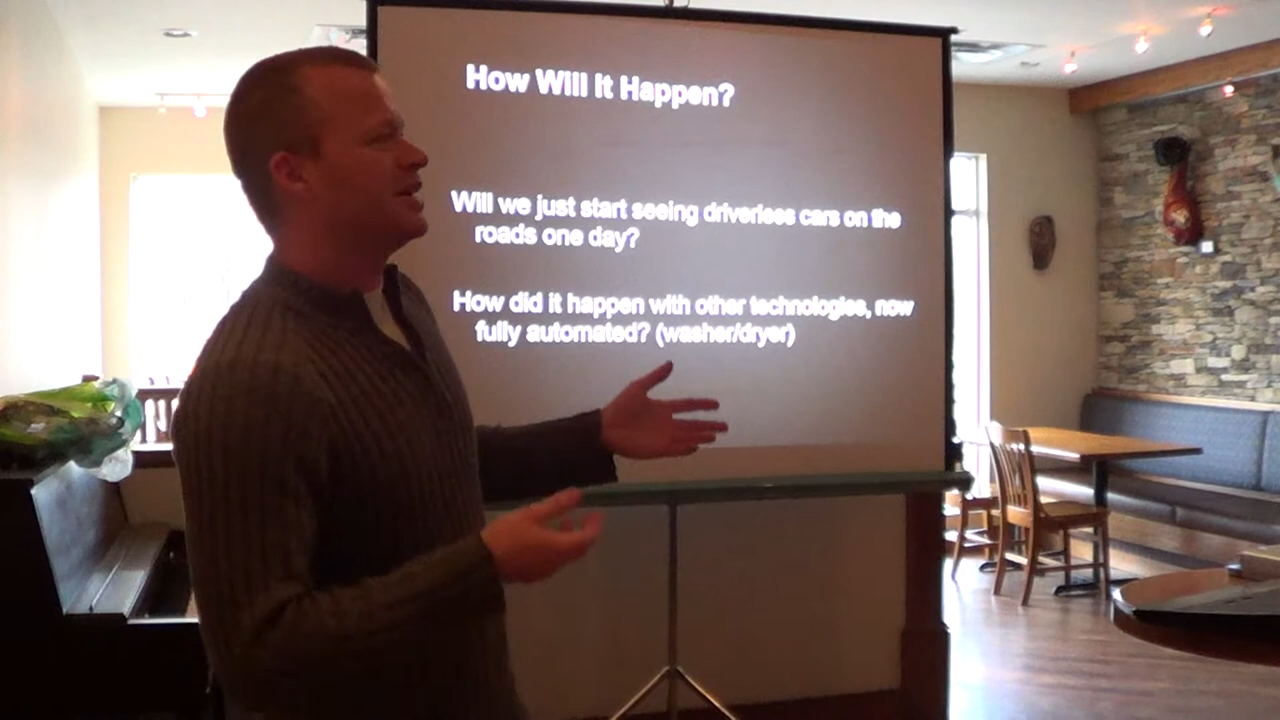 How Will It Happen?
Will we just start seeing driverless cars on the
roads one day?
How did it happen with other technologies, now
fully automated? (washer/dryer)